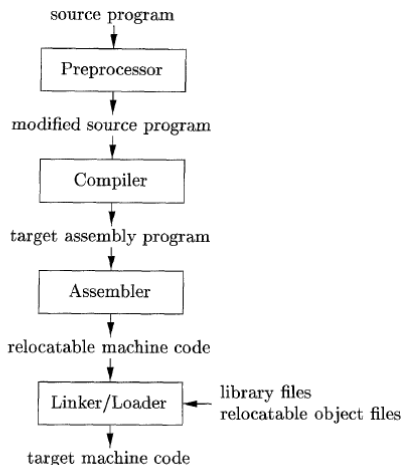 source program
Preprocessor
modified source program
Compiler
target assembly program
Assembler
relocatable machine code
Linker/Loader
library files
relocatable object files
target machine code